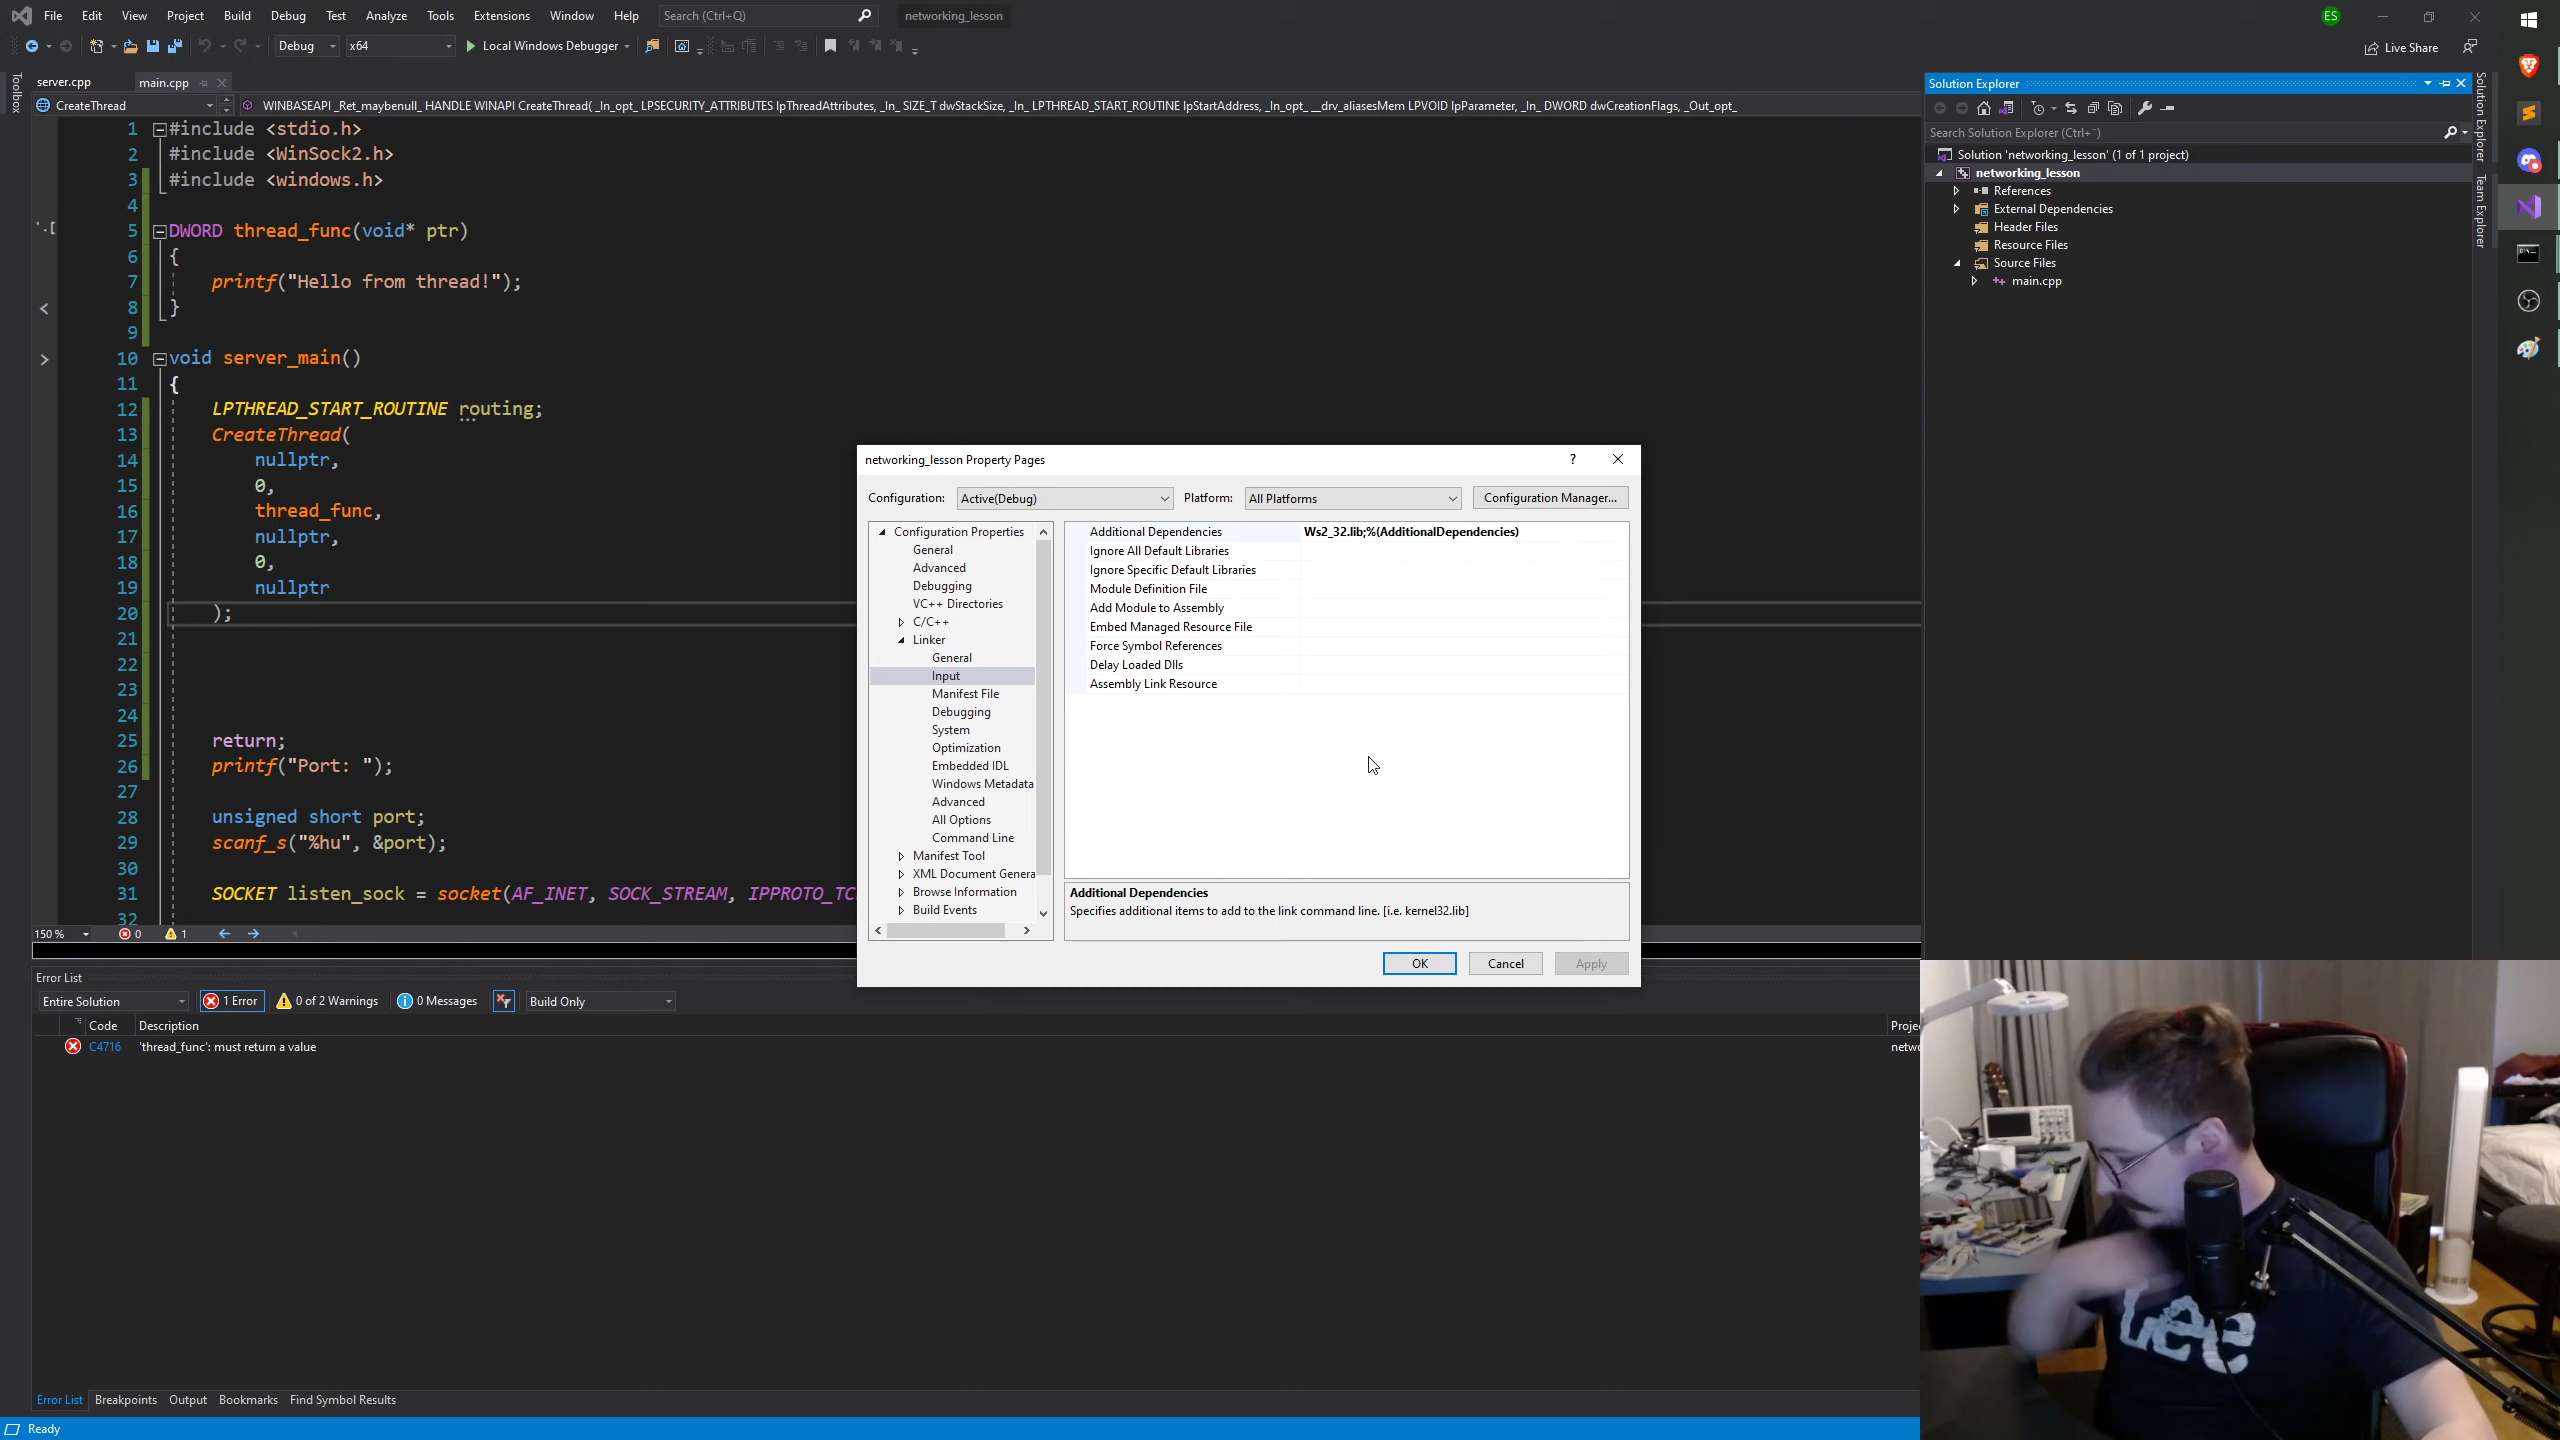 File Edit View Project Build Debug Test Analyze Tools Extensions Window Help Search (Ctrl+Q) networking_lesson ES
Debug x64 Local Windows Debugger Live Share
server.cpp main.cpp
CreateThread WINBASEAPI _Ret_maybenull_ HANDLE WINAPI CreateThread( _In_opt_ LPSECURITY_ATTRIBUTES lpThreadAttributes, _In_ SIZE_T dwStackSize, _In_ LPTHREAD_START_ROUTINE lpStartAddress, _In_opt_ __drv_aliasesMem LPVOID lpParameter, _In_ DWORD dwCreationFlags, _Out_opt_
Toolbox
1 #include <stdio.h>
2 #include <WinSock2.h>
3 #include <windows.h>
4
5 DWORD thread_func(void* ptr)
6 {
7 printf("Hello from thread!");
8 }
9
10 void server_main()
11 {
12 LPTHREAD_START_ROUTINE routing;
13 CreateThread(
14 nullptr,
15 0,
16 thread_func,
17 nullptr,
18 0,
19 nullptr
20 );
21
22
23
24
25 return;
26 printf("Port: ");
27
28 unsigned short port;
29 scanf_s("%hu", &port);
30
31 SOCKET listen_sock = socket(AF_INET, SOCK_STREAM, IPPROTO_TC
32
150 % 0 1
networking_lesson Property Pages ?
Configuration: Active(Debug) Platform: All Platforms Configuration Manager...
Configuration Properties
General
Advanced
Debugging
VC++ Directories
C/C++
Linker
General
Input
Manifest File
Debugging
System
Optimization
Embedded IDL
Windows Metadata
Advanced
All Options
Command Line
Manifest Tool
XML Document Genera
Browse Information
Build Events
Additional Dependencies Ws2_32.lib;%(AdditionalDependencies)
Ignore All Default Libraries
Ignore Specific Default Libraries
Module Definition File
Add Module to Assembly
Embed Managed Resource File
Force Symbol References
Delay Loaded Dlls
Assembly Link Resource
Additional Dependencies
Specifies additional items to add to the link command line. [i.e. kernel32.lib]
OK Cancel Apply
Solution Explorer
Search Solution Explorer (Ctrl+¨)
Solution 'networking_lesson' (1 of 1 project)
networking_lesson
References
External Dependencies
Header Files
Resource Files
Source Files
main.cpp
Solution Explorer
Team Explorer
Error List
Entire Solution 1 Error 0 of 2 Warnings 0 Messages Build Only
Code Description Projec
C4716 'thread_func': must return a value netwo
Error List Breakpoints Output Bookmarks Find Symbol Results
Ready